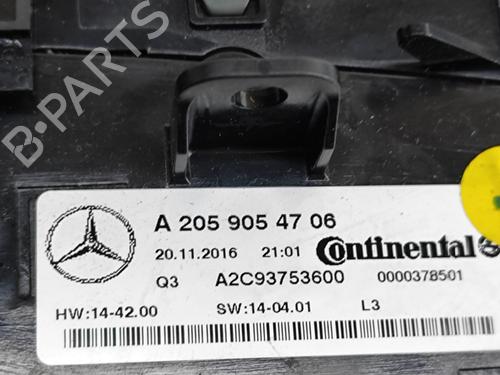 B-PARTS
A 205 905 47 06
20.11.2016 21:01 Continental
Q3 A2C93753600 0000378501
HW:14-42.00 SW:14-04.01 L3